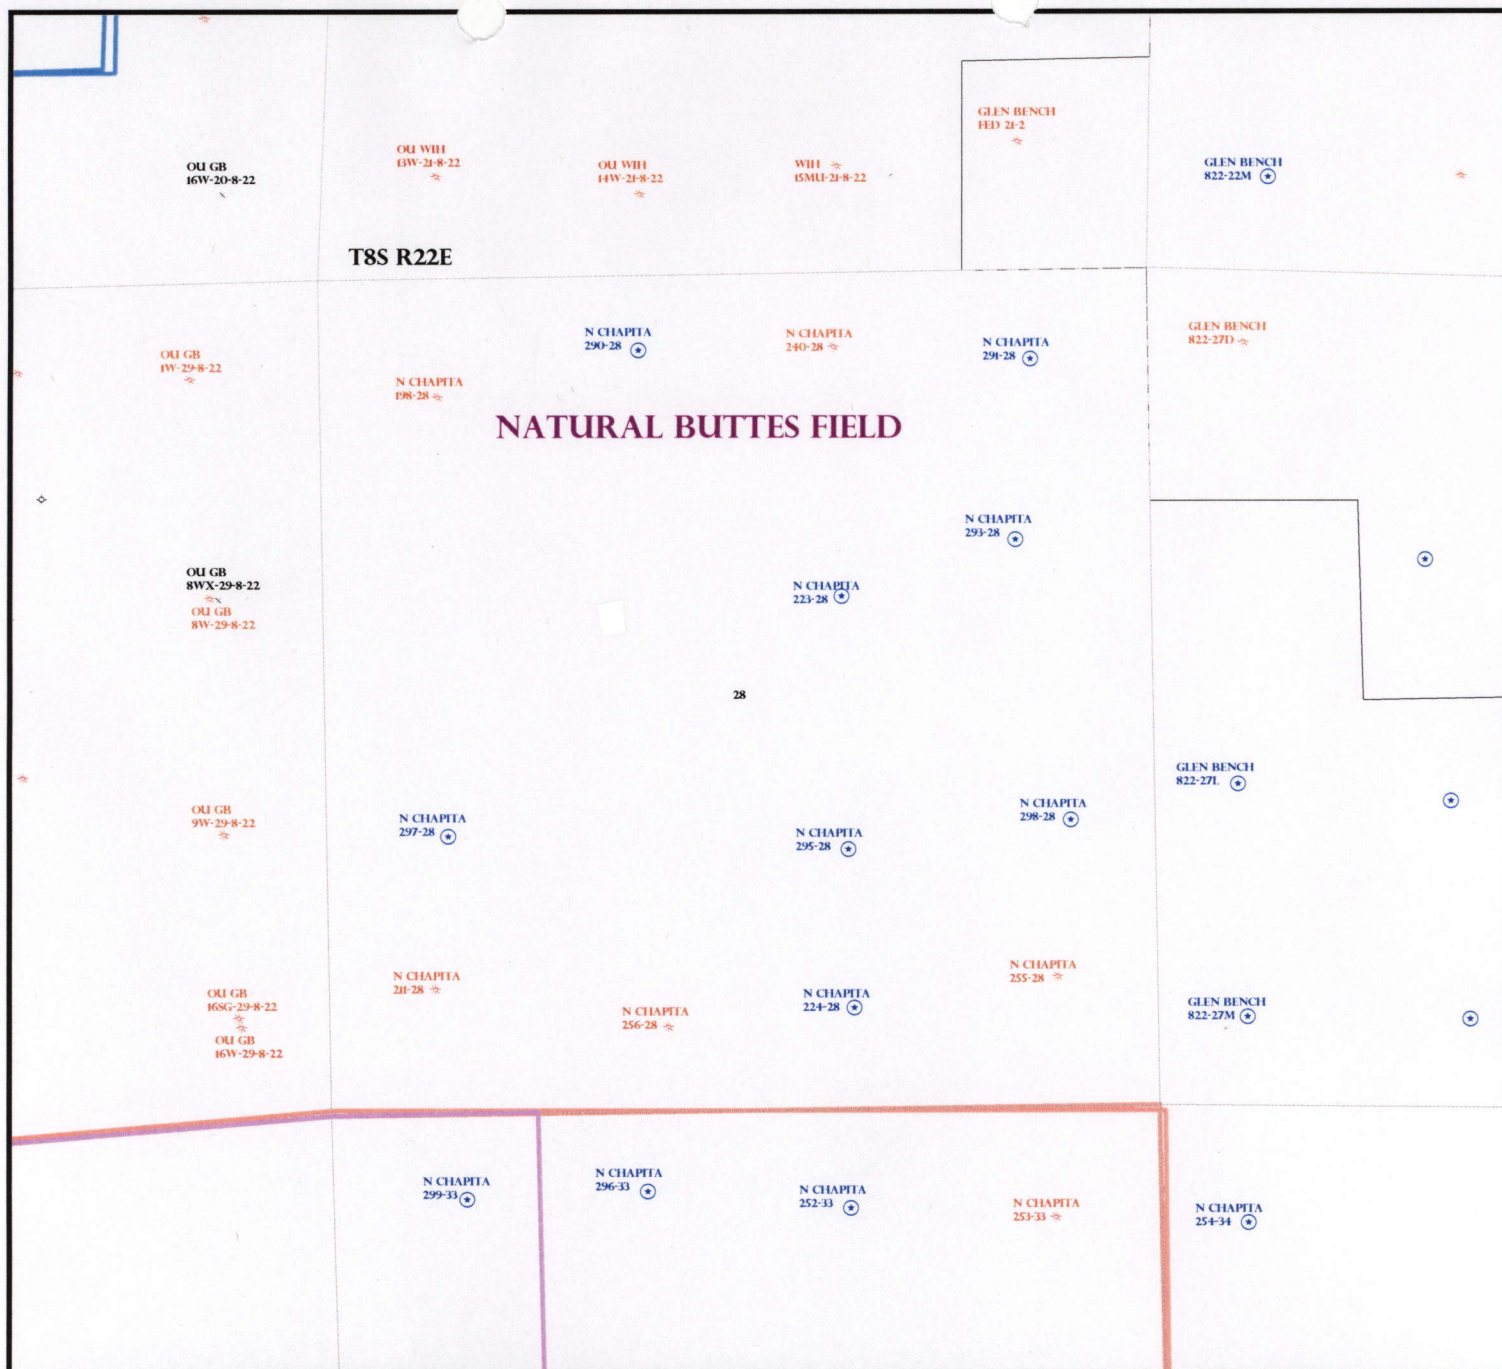 GLEN BENCH
FED 21-2
OU WIH
13W-21-8-22
OU WIH
14W-21-8-22
WIH
15MU-21-8-22
GLEN BENCH
822-22M
OU GB
16W-20-8-22
T8S R22E
N CHAPITA
290-28
N CHAPITA
240-28
N CHAPITA
291-28
GLEN BENCH
822-27D
OU GB
1W-29-8-22
N CHAPITA
198-28
NATURAL BUTTES FIELD
N CHAPITA
293-28
OU GB
8WX-29-8-22
OU GB
8W-29-8-22
N CHAPITA
223-28
28
GLEN BENCH
822-27L
OU GB
9W-29-8-22
N CHAPITA
297-28
N CHAPITA
295-28
N CHAPITA
298-28
N CHAPITA
211-28
N CHAPITA
255-28
OU GB
16SG-29-8-22
OU GB
16W-29-8-22
N CHAPITA
256-28
N CHAPITA
224-28
GLEN BENCH
822-27M
N CHAPITA
299-33
N CHAPITA
296-33
N CHAPITA
252-33
N CHAPITA
253-33
N CHAPITA
254-34